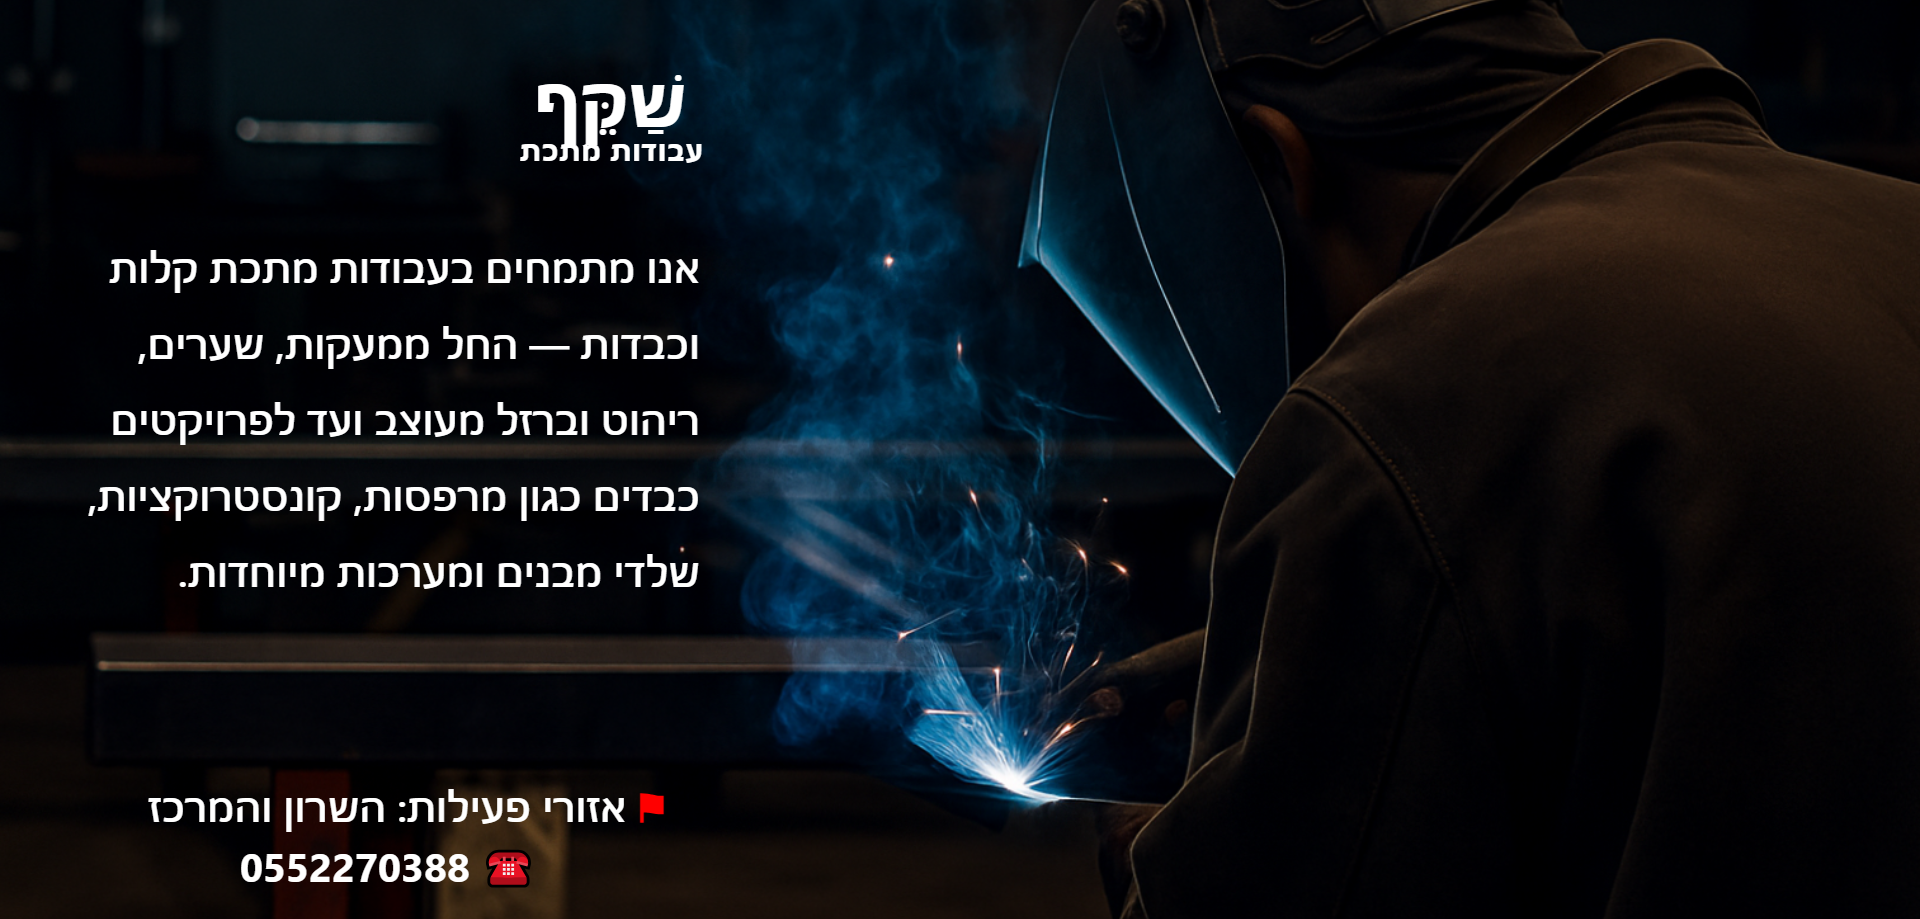 שַׁקֵּף
עבודות מתכת
אנו מתמחים בעבודות מתכת קלות
וכבדות — החל ממעקות, שערים,
ריהוט וברזל מעוצב ועד לפרויקטים
כבדים כגון מרפסות, קונסטרוקציות,
שלדי מבנים ומערכות מיוחדות.
אזורי פעילות: השרון והמרכז
0552270388